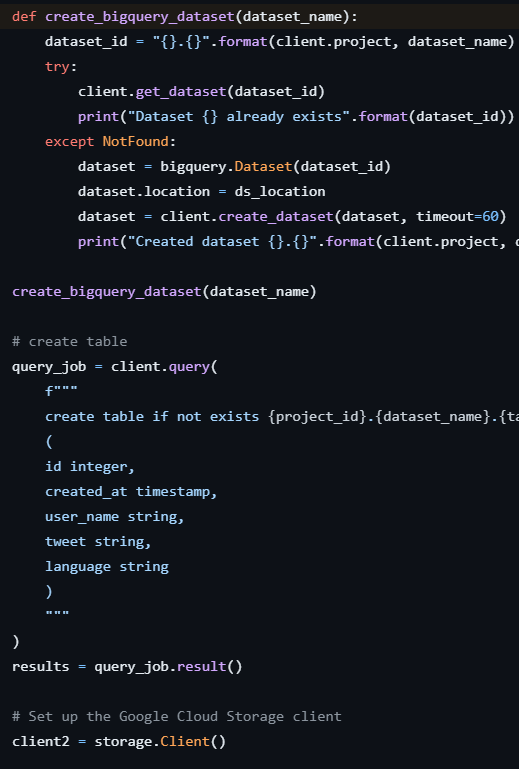 def create_bigquery_dataset(dataset_name):
    dataset_id = "{}.{}".format(client.project, dataset_name)
    try:
        client.get_dataset(dataset_id)
        print("Dataset {} already exists".format(dataset_id))
    except NotFound:
        dataset = bigquery.Dataset(dataset_id)
        dataset.location = ds_location
        dataset = client.create_dataset(dataset, timeout=60)
        print("Created dataset {}.{}".format(client.project,

create_bigquery_dataset(dataset_name)

# create table
query_job = client.query(
    f"""
    create table if not exists {project_id}.{dataset_name}.{ta
    (
    id integer,
    created_at timestamp,
    user_name string,
    tweet string,
    language string
    )
    """
)
results = query_job.result()

# Set up the Google Cloud Storage client
client2 = storage.Client()